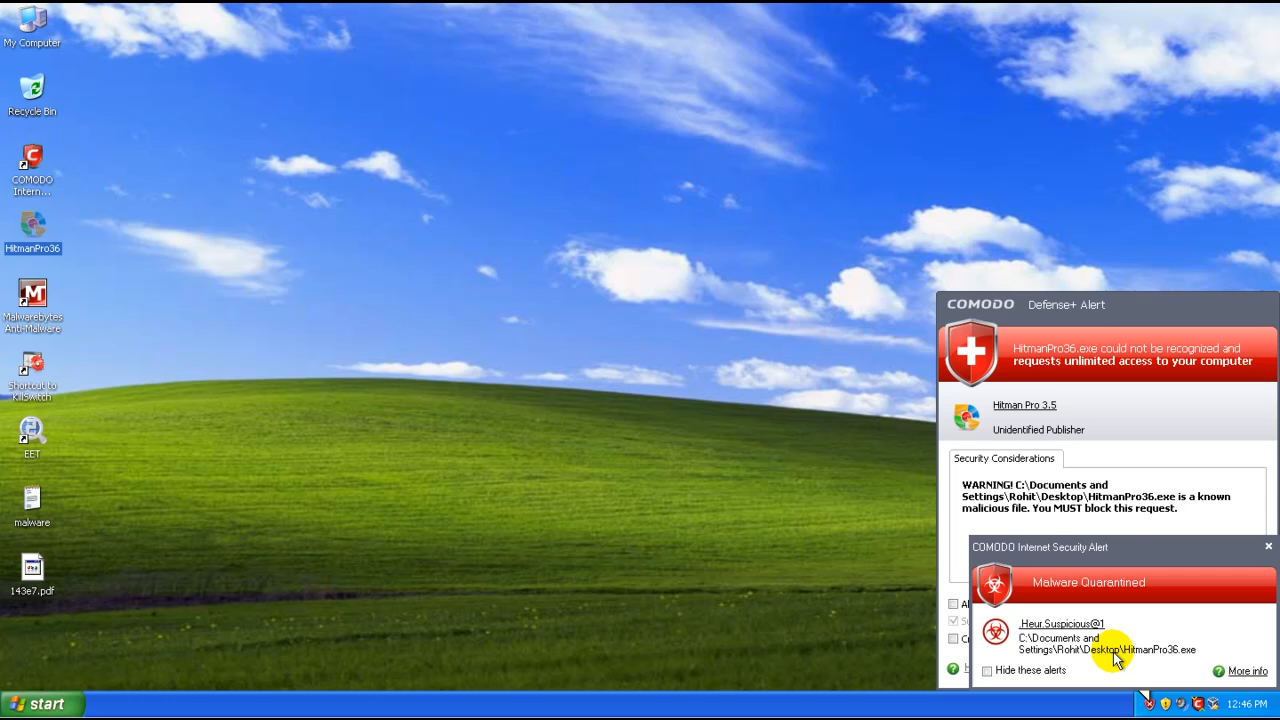 My Computer
Recycle Bin
COMODO
Intern...
HitmanPro36
Malwarebytes
Anti-Malware
Shortcut to
KillSwitch
EET
malware
143e7.pdf
COMODO Defense+ Alert
HitmanPro36.exe could not be recognized and
requests unlimited access to your computer
Hitman Pro 3.5
Unidentified Publisher
Security Considerations
WARNING! C:\Documents and
Settings\Rohit\Desktop\HitmanPro36.exe is a known
malicious file. You MUST block this request.
COMODO Internet Security Alert
Malware Quarantined
.Heur.Suspicious@1
C:\Documents and
Settings\Rohit\Desktop\HitmanPro36.exe
Hide these alerts
More info
start
12:46 PM